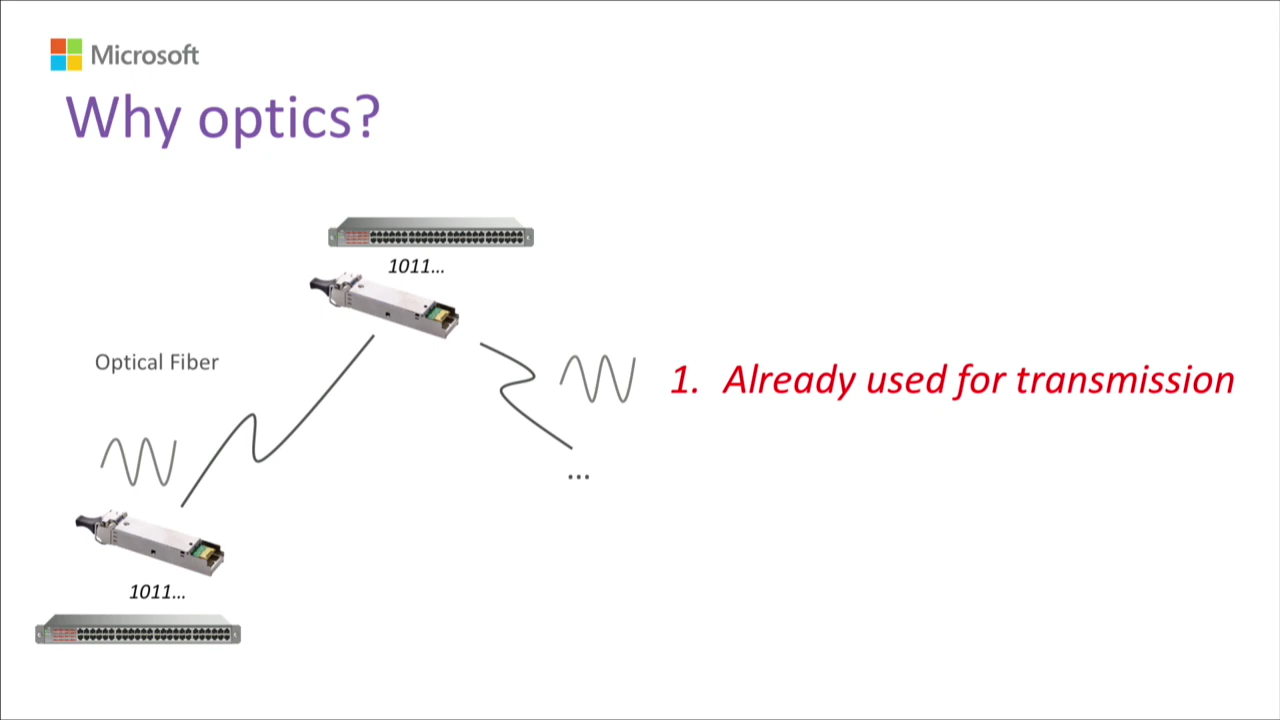 Microsoft
Why optics?
1011...
Optical Fiber
1. Already used for transmission
...
1011...